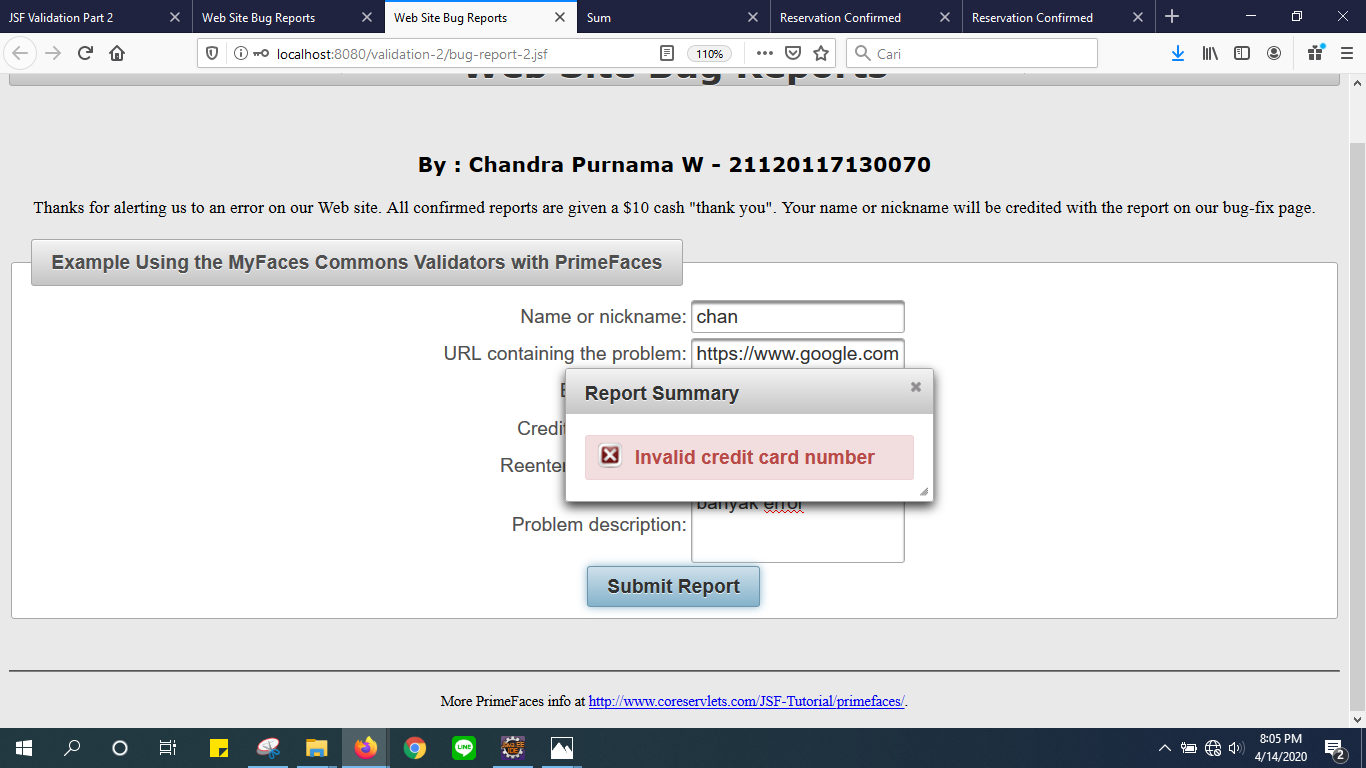 JSF Validation Part 2
Web Site Bug Reports
Web Site Bug Reports
Sum
Reservation Confirmed
Reservation Confirmed
localhost:8080/validation-2/bug-report-2.jsf
110%
Cari
Web Site Bug Reports
By : Chandra Purnama W - 21120117130070
Thanks for alerting us to an error on our Web site. All confirmed reports are given a $10 cash "thank you". Your name or nickname will be credited with the report on our bug-fix page.
Example Using the MyFaces Commons Validators with PrimeFaces
Name or nickname: chan
URL containing the problem: https://www.google.com
Report Summary
Credit
Invalid credit card number
Reenter
banyak error
Problem description:
Submit Report
More PrimeFaces info at http://www.coreservlets.com/JSF-Tutorial/primefaces/.
LINE
Java EE
IDE
8:05 PM
4/14/2020
2